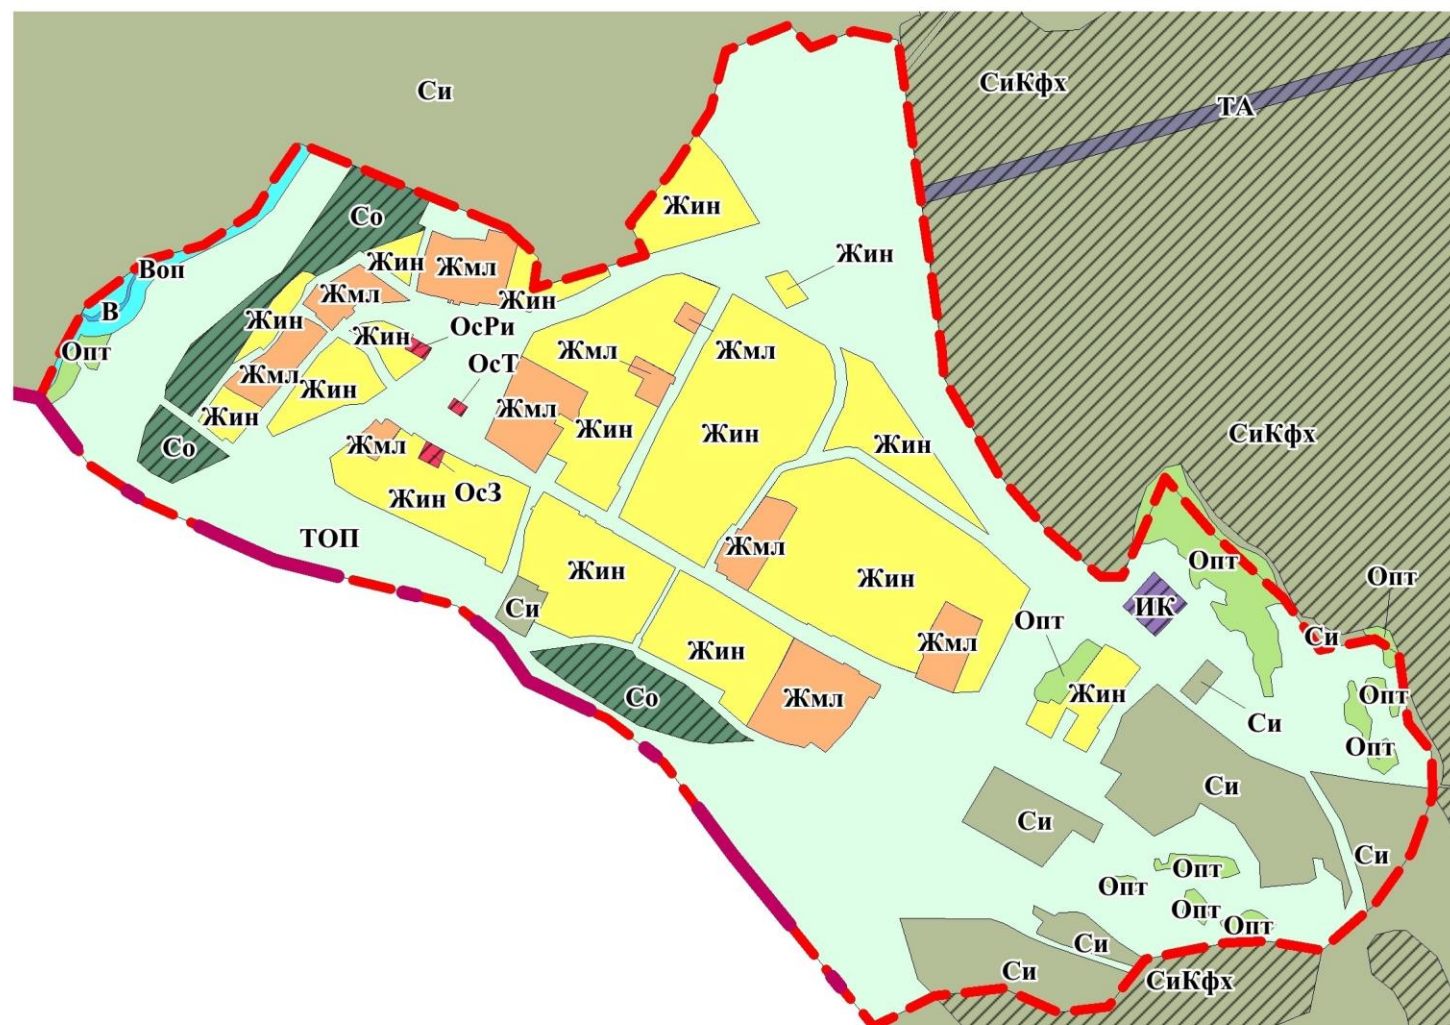 Си
СиКфх
ТА
Жин
Со
Жин
Воп
Жин
Жмл
Жин
Жмл
В
Жин
Жин
ОсРи
Опт
Жмл
Жмл
ОсТ
Жмл
Жин
Жмл
Жин
Жин
Жин
Жин
СиКфх
Со
Жмл
ОсЗ
Жин
ТОП
Жмл
Опт
Жин
Жин
Опт
ИК
Си
Опт
Си
Жин
Жмл
Со
Жмл
Жин
Опт
Си
Опт
Си
Си
Си
Опт
Опт
Опт
Опт
Си
Си
СиКфх